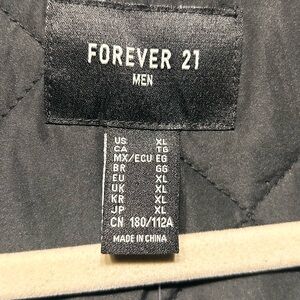 FOREVER 21
MEN
US XL
CA TG
MX/ECU EG
BR GG
EU XL
UK XL
KR XL
JP XL
CN 180/112A
MADE IN CHINA